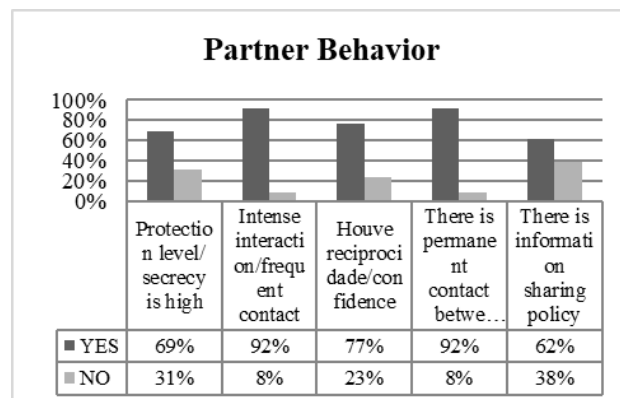 Partner Behavior
100%
80%
60%
40%
20%
0%
Protectio
n level/
secrecy
is high
Intense
interacti
on/frequ
ent
contact
Houve
reciproci
dade/con
fidence
There is
permane
nt
contact
betwe…
There is
informati
on
sharing
policy
YES 69% 92% 77% 92% 62%
NO 31% 8% 23% 8% 38%